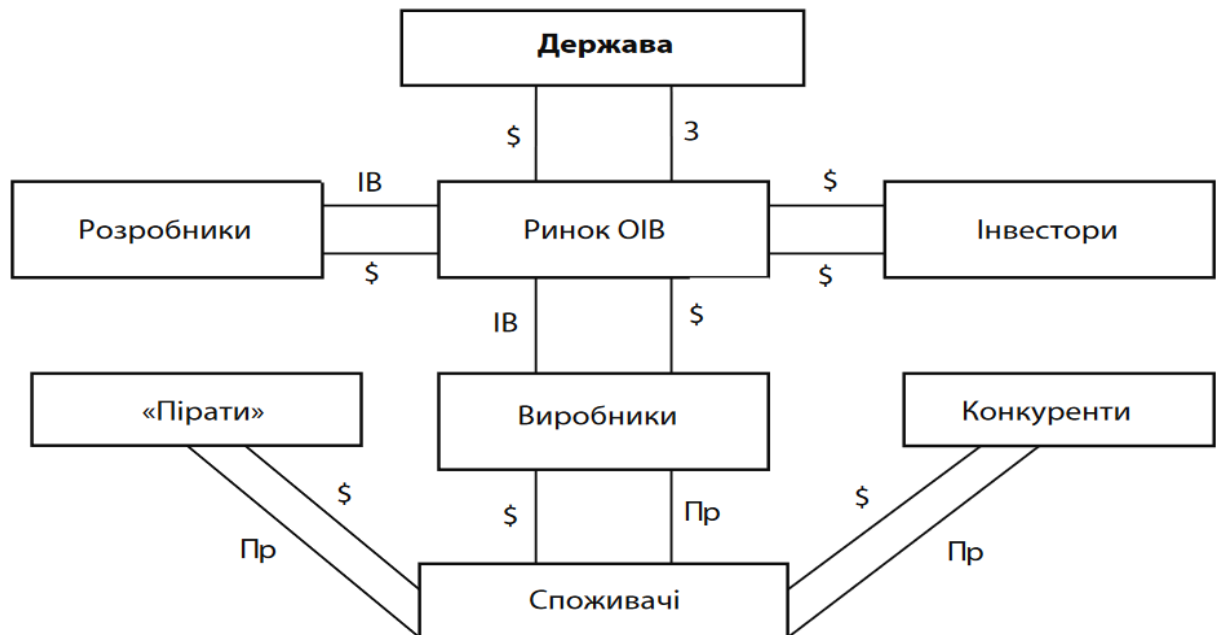 Держава
$
З
ІВ
$
Розробники
Ринок ОІВ
Інвестори
$
$
ІВ
$
«Пірати»
Виробники
Конкуренти
$
$
Пр
$
Пр
Пр
Споживачі